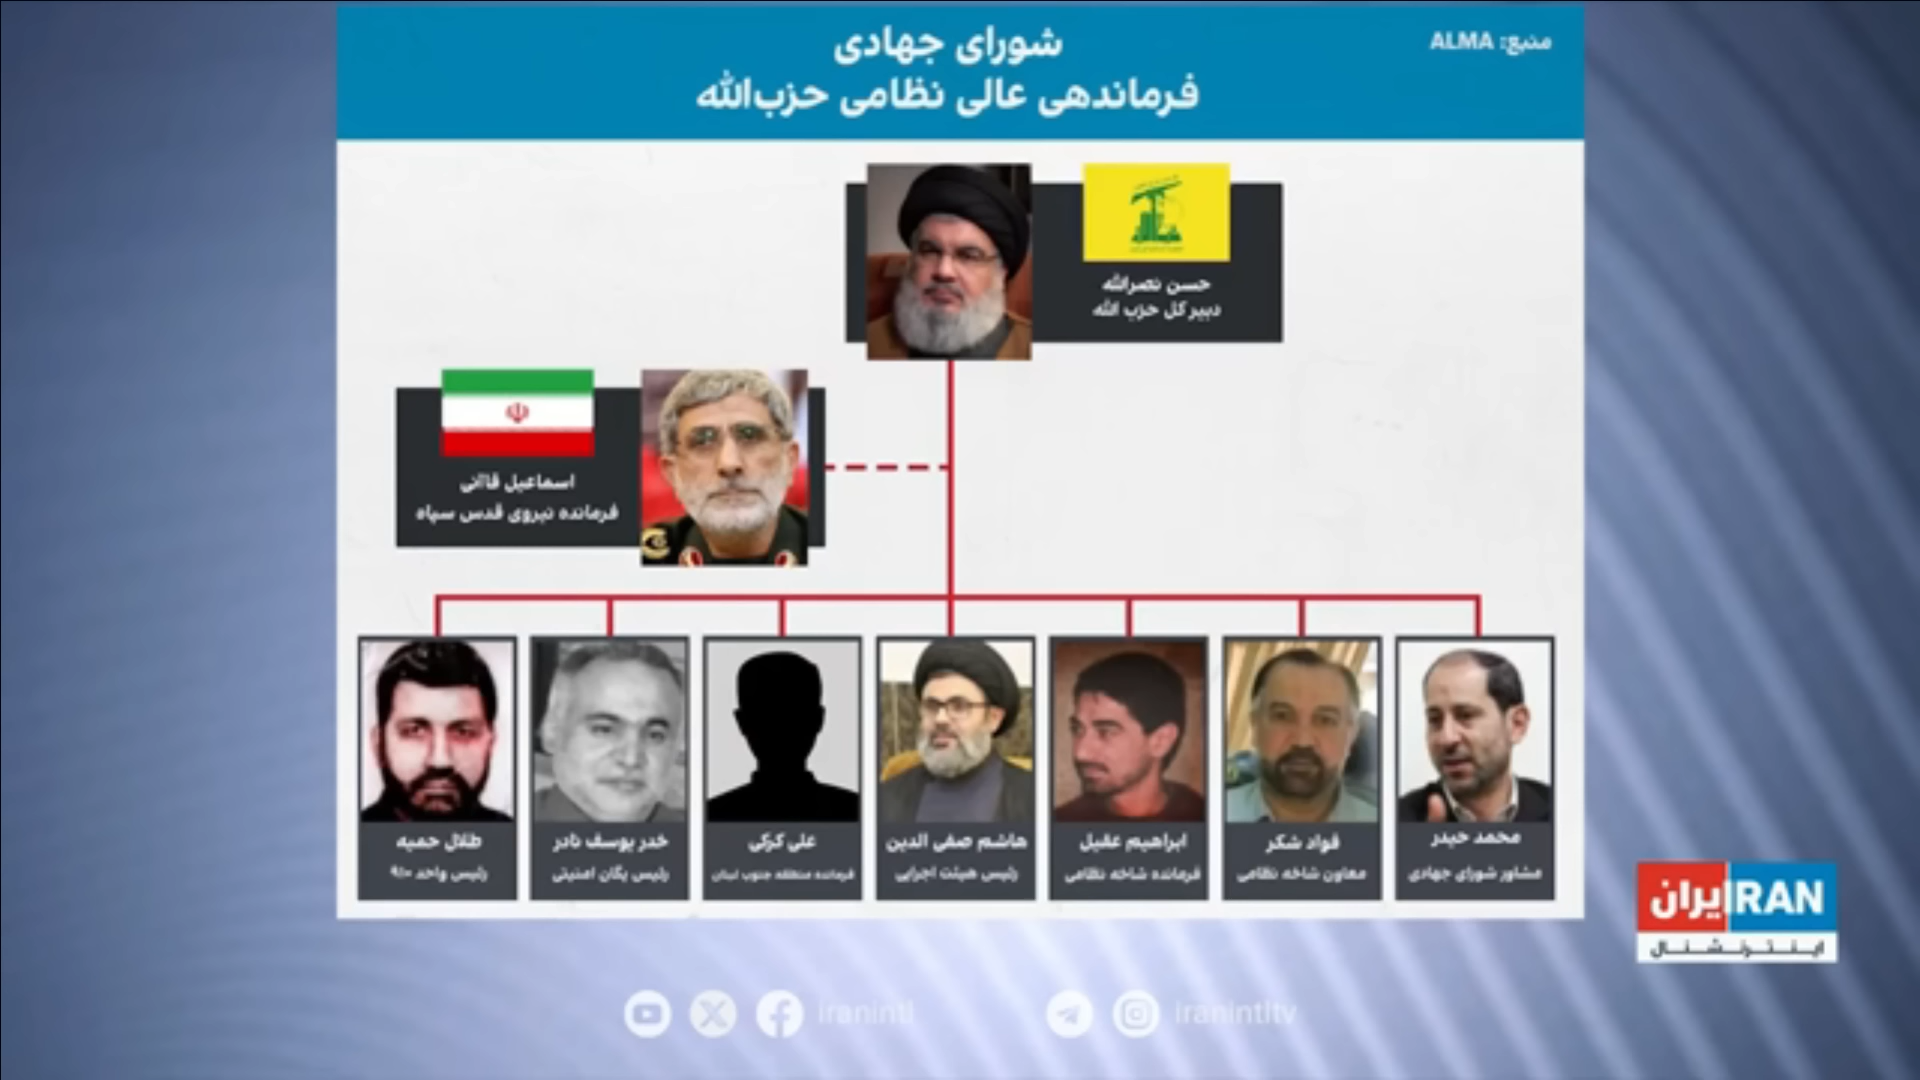 شورای جهادی
فرماندهی عالی نظامی حزب‌الله
منبع: ALMA
حسن نصرالله
دبیر کل حزب الله
اسماعیل قاآنی
فرمانده نیروی قدس سپاه
محمد حیدر
مشاور شورای جهادی
فواد شکر
معاون شاخه نظامی
ابراهیم عقیل
فرمانده شاخه نظامی
هاشم صفی الدین
رئیس هیئت اجرایی
علی کرکی
فرمانده منطقه جنوب لبنان
خدر یوسف نادر
رئیس یگان امنیتی
طلال حمیه
رئیس واحد ۹۱۰
ایران IRAN
اینترنشنال
iranintl
iranintltv